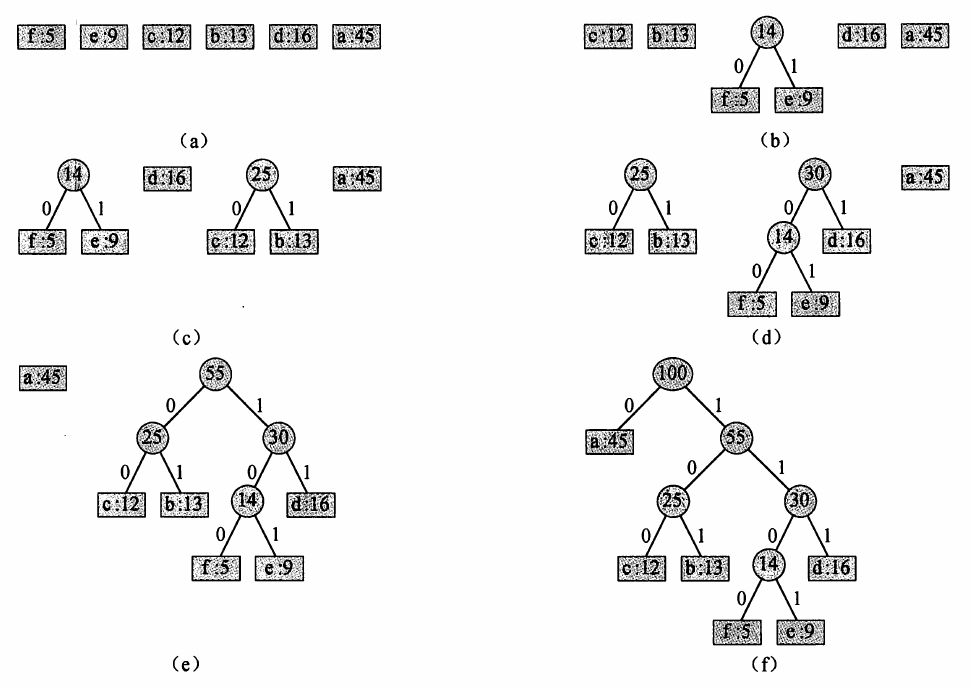 f:5 e:9 c:12 b:13 d:16 a:45
(a)
c:12 b:13 14 d:16 a:45
0 1
f:5 e:9
(b)
14 d:16 25 a:45
0 1 0 1
f:5 e:9 c:12 b:13
(c)
25 30 a:45
0 1 0 1
c:12 b:13 14 d:16
0 1
f:5 e:9
(d)
a:45 55
0 1
25 30
0 1 0 1
c:12 b:13 14 d:16
0 1
f:5 e:9
(e)
100
0 1
a:45 55
0 1
25 30
0 1 0 1
c:12 b:13 14 d:16
0 1
f:5 e:9
(f)